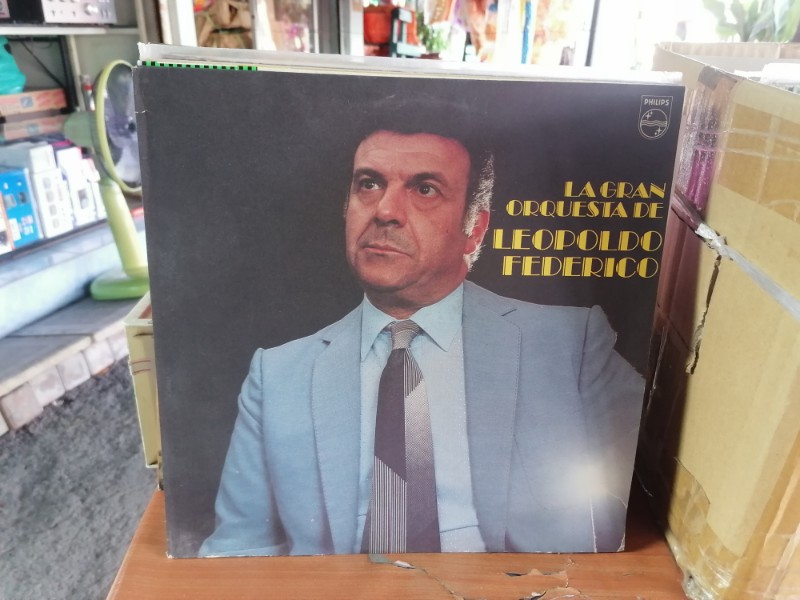 PHILIPS
LA GRAN
ORQUESTA DE
LEOPOLDO
FEDERICO